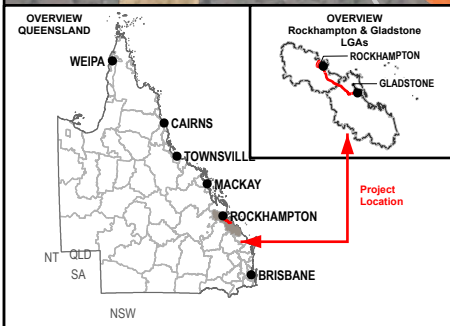 OVERVIEW
QUEENSLAND
WEIPA
CAIRNS
TOWNSVILLE
MACKAY
ROCKHAMPTON
BRISBANE
NT
QLD
SA
NSW
OVERVIEW
Rockhampton & Gladstone
LGAs
ROCKHAMPTON
GLADSTONE
Project
Location